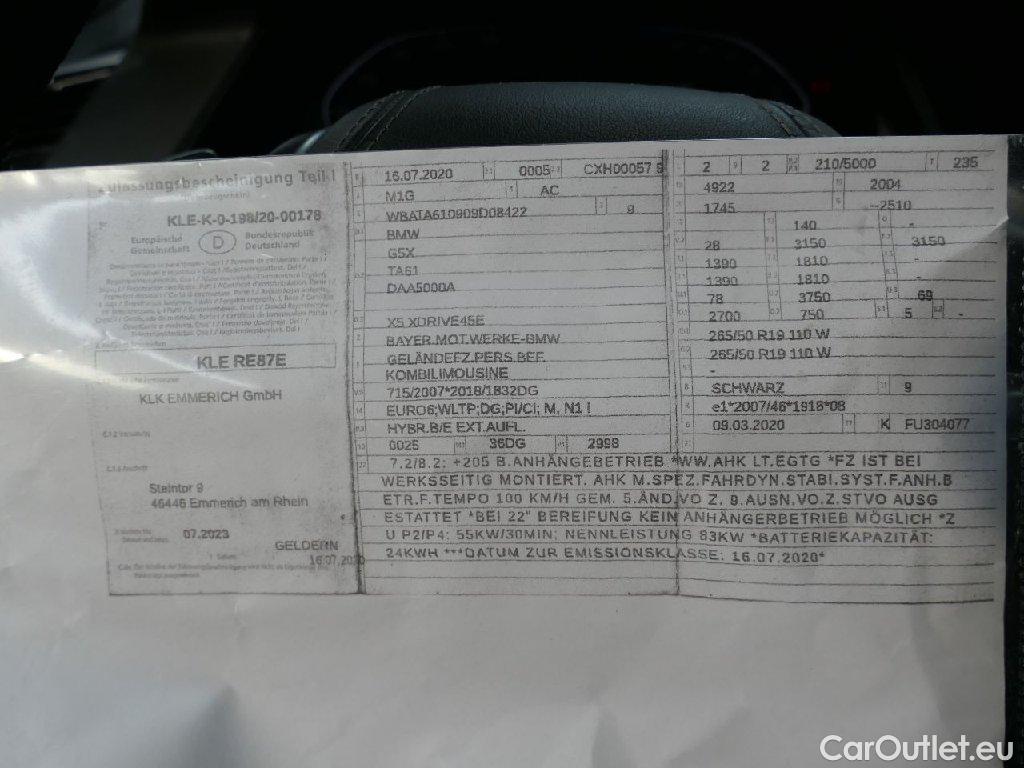 Zulassungsbescheinigung Teil I
KLE-K-0-198/20-00178
Europäische Gemeinschaft D Bundesrepublik Deutschland
KLE RE87E
KLK EMMERICH GmbH
Steintor 9
46446 Emmerich am Rhein
07.2023
GELDERN
16.07.2020
16.07.2020 0005 CXH00057 9
M1G AC
WBATA610909D08422 9
BMW
G5X
TA61
DAA5000A
X5 XDRIVE45E
BAYER.MOT.WERKE-BMW
GELÄNDEFZ.PERS.BEF.
KOMBILIMOUSINE
715/2007*2018/1832DG
EURO6;WLTP;DG;PI/CI; M, N1 I
HYBR.B/E EXT.AUFL.
0025 36DG 2998
2 2 210/5000 235
4922 2004
1745 --2510
140
28 3150 3150
1390 1810
1390 1810
78 3750 69
2700 750 5 -
265/50 R19 110 W
265/50 R19 110 W
-
SCHWARZ 9
e1*2007/46*1918*08
09.03.2020 K FU304077
7.2/8.2: +205 B.ANHÄNGEBETRIEB *WW.AHK LT.EGTG *FZ IST BEI
WERKSSEITIG MONTIERT. AHK M.SPEZ.FAHRDYN.STABI.SYST.F.ANH.B
ETR.F.TEMPO 100 KM/H GEM. 5.ÄND.VO Z. 9.AUSN.VO.Z.STVO AUSG
ESTATTET *BEI 22" BEREIFUNG KEIN ANHÄNGERBETRIEB MÖGLICH *Z
U P2/P4: 55KW/30MIN; NENNLEISTUNG 83KW *BATTERIEKAPAZITÄT:
24KWH ***DATUM ZUR EMISSIONSKLASSE: 16.07.2020*
CarOutlet.eu